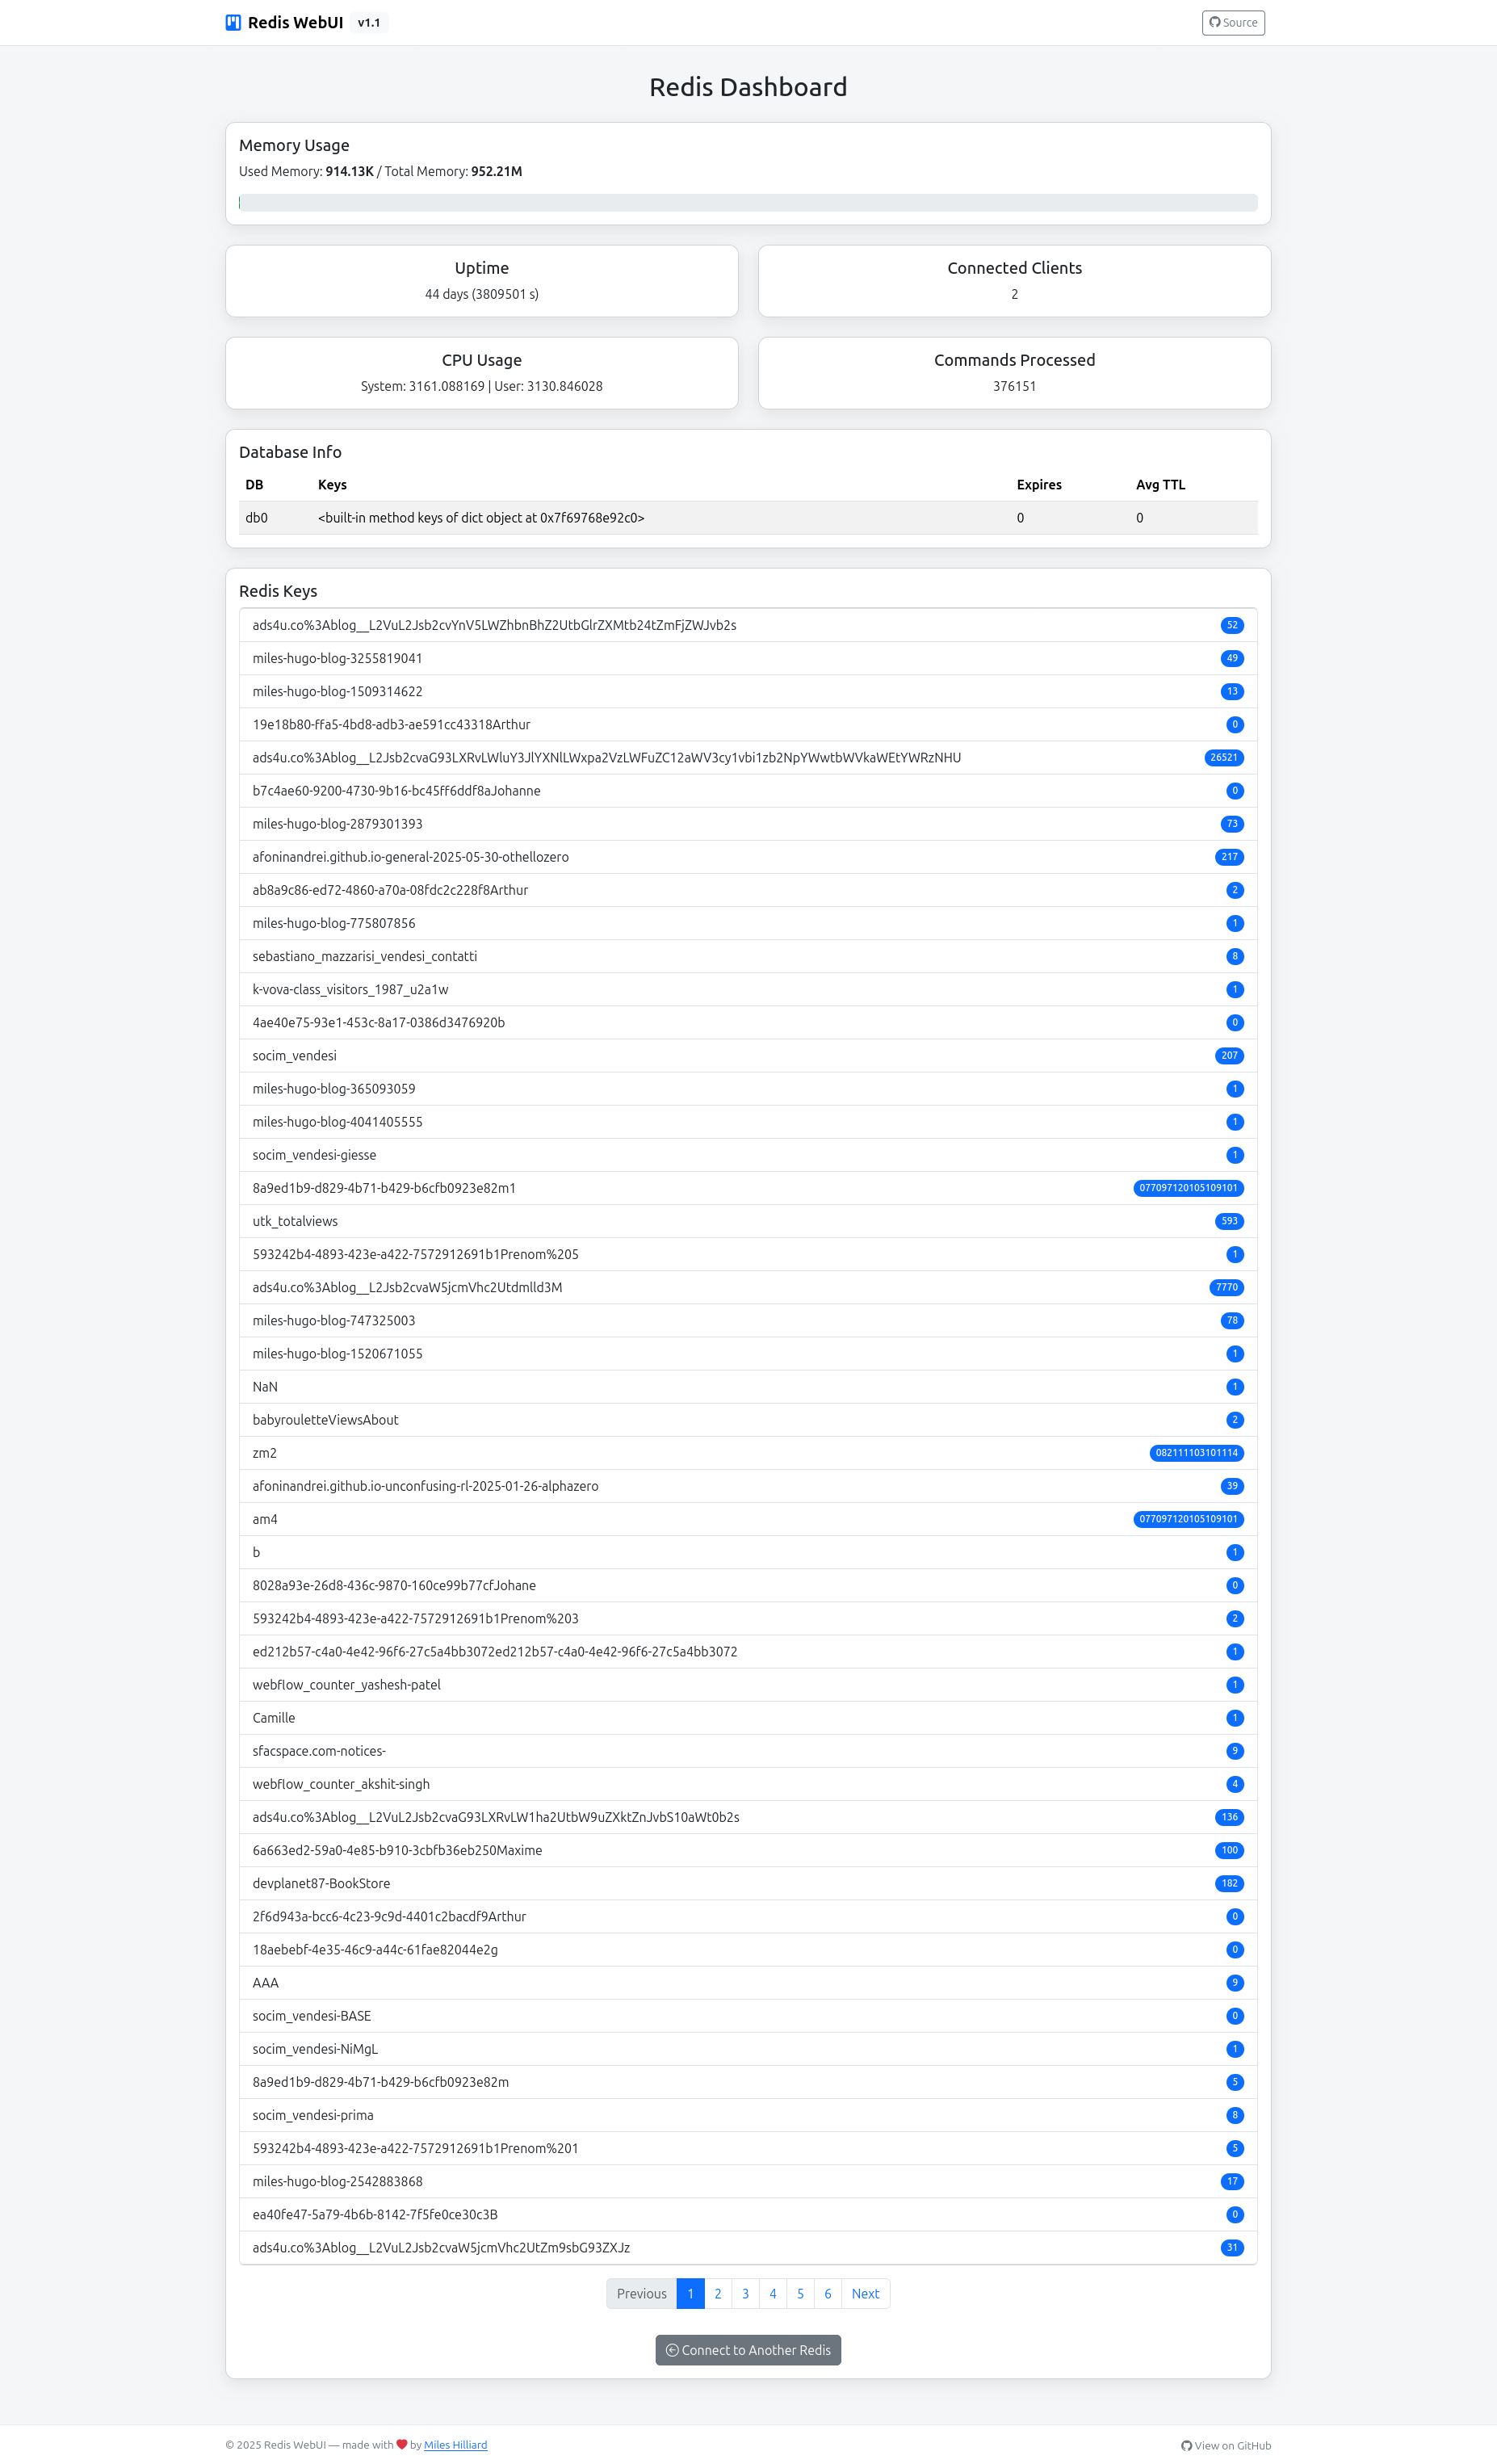 Redis WebUI v1.1 Source
Redis Dashboard
Memory Usage
Used Memory: 914.13K / Total Memory: 952.21M
Uptime
44 days (3809501 s)
Connected Clients
2
CPU Usage
System: 3161.088169 | User: 3130.846028
Commands Processed
376151
Database Info
DB Keys Expires Avg TTL
db0 <built-in method keys of dict object at 0x7f69768e92c0> 0 0
Redis Keys
ads4u.co%3Ablog__L2VuL2Jsb2cvYnV5LWZhbnBhZ2UtbGlrZXMtb24tZmFjZWJvb2s 52
miles-hugo-blog-3255819041 49
miles-hugo-blog-1509314622 13
19e18b80-ffa5-4bd8-adb3-ae591cc43318Arthur 0
ads4u.co%3Ablog__L2Jsb2cvaG93LXRvLWluY3JlYXNlLWxpa2VzLWFuZC12aWV3cy1vbi1zb2NpYWwtbWVkaWEtYWRzNHU 26521
b7c4ae60-9200-4730-9b16-bc45ff6ddf8aJohanne 0
miles-hugo-blog-2879301393 73
afoninandrei.github.io-general-2025-05-30-othellozero 217
ab8a9c86-ed72-4860-a70a-08fdc2c228f8Arthur 2
miles-hugo-blog-775807856 1
sebastiano_mazzarisi_vendesi_contatti 8
k-vova-class_visitors_1987_u2a1w 1
4ae40e75-93e1-453c-8a17-0386d3476920b 0
socim_vendesi 207
miles-hugo-blog-365093059 1
miles-hugo-blog-4041405555 1
socim_vendesi-giesse 1
8a9ed1b9-d829-4b71-b429-b6cfb0923e82m1 077097120105109101
utk_totalviews 593
593242b4-4893-423e-a422-7572912691b1Prenom%205 1
ads4u.co%3Ablog__L2Jsb2cvaW5jcmVhc2Utdmlld3M 7770
miles-hugo-blog-747325003 78
miles-hugo-blog-1520671055 1
NaN 1
babyrouletteViewsAbout 2
zm2 082111103101114
afoninandrei.github.io-unconfusing-rl-2025-01-26-alphazero 39
am4 077097120105109101
b 1
8028a93e-26d8-436c-9870-160ce99b77cfJohane 0
593242b4-4893-423e-a422-7572912691b1Prenom%203 2
ed212b57-c4a0-4e42-96f6-27c5a4bb3072ed212b57-c4a0-4e42-96f6-27c5a4bb3072 1
webflow_counter_yashesh-patel 1
Camille 1
sfacspace.com-notices- 9
webflow_counter_akshit-singh 4
ads4u.co%3Ablog__L2VuL2Jsb2cvaG93LXRvLW1ha2UtbW9uZXktZnJvbS10aWt0b2s 136
6a663ed2-59a0-4e85-b910-3cbfb36eb250Maxime 100
devplanet87-BookStore 182
2f6d943a-bcc6-4c23-9c9d-4401c2bacdf9Arthur 0
18aebebf-4e35-46c9-a44c-61fae82044e2g 0
AAA 9
socim_vendesi-BASE 0
socim_vendesi-NiMgL 1
8a9ed1b9-d829-4b71-b429-b6cfb0923e82m 5
socim_vendesi-prima 8
593242b4-4893-423e-a422-7572912691b1Prenom%201 5
miles-hugo-blog-2542883868 17
ea40fe47-5a79-4b6b-8142-7f5fe0ce30c3B 0
ads4u.co%3Ablog__L2VuL2Jsb2cvaW5jcmVhc2UtZm9sbG93ZXJz 31
Previous 1 2 3 4 5 6 Next
Connect to Another Redis
© 2025 Redis WebUI — made with ❤ by Miles Hilliard View on GitHub